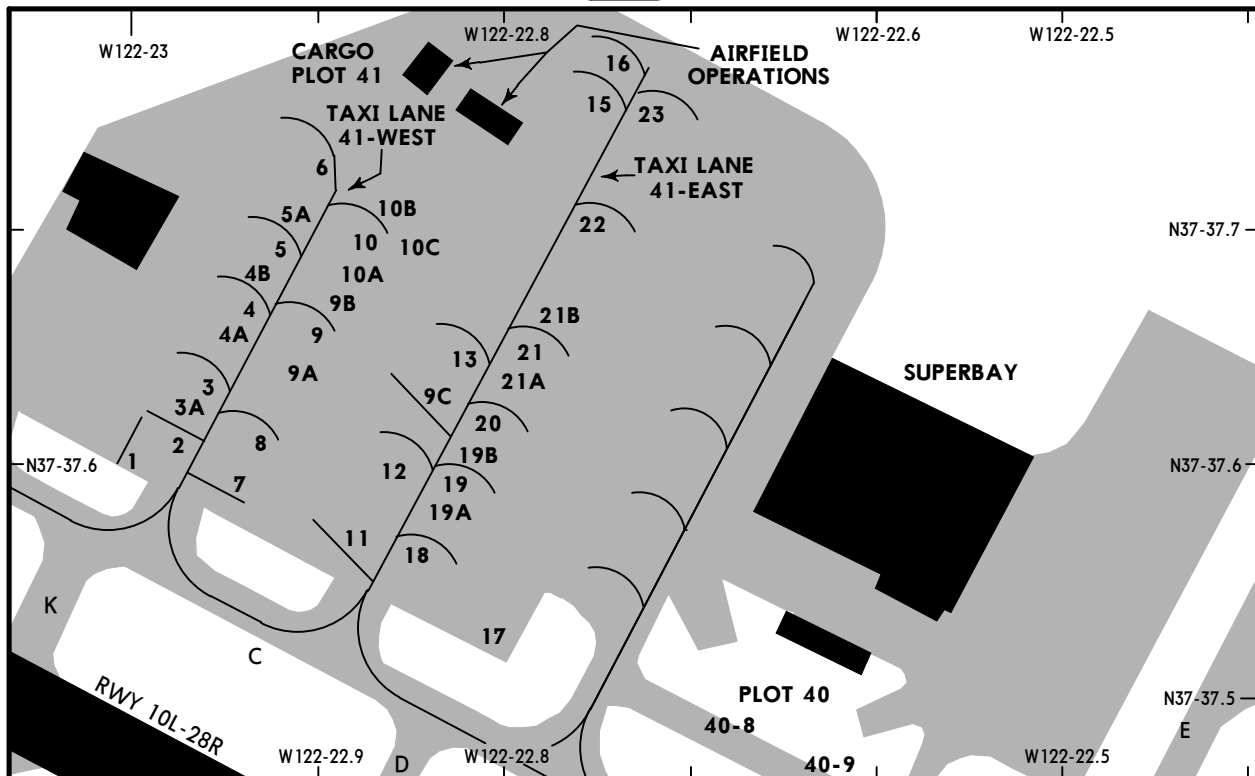 W122-23
W122-22.8
W122-22.6
W122-22.5
CARGO
PLOT 41
AIRFIELD
OPERATIONS
16
15
23
TAXI LANE
41-WEST
6
TAXI LANE
41-EAST
5A
10B
22
N37-37.7
5
10
10C
4B
10A
4
9B
21B
4A
9
13
21
9A
21A
SUPERBAY
3
9C
3A
20
2
8
19B
1
N37-37.6
12
19
N37-37.6
7
19A
11
18
K
17
C
PLOT 40
N37-37.5
RWY 10L-28R
40-8
E
W122-22.9
D
W122-22.8
40-9
W122-22.5